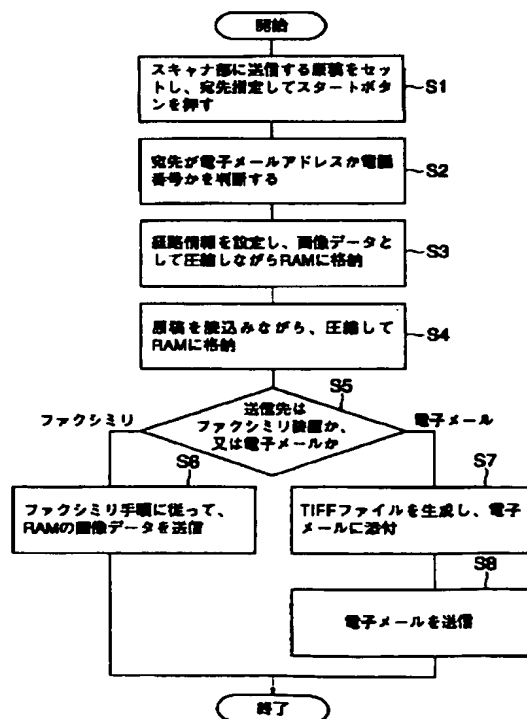 開始
スキャナ部に送信する原稿をセッ
トし、宛先指定してスタートボタ
ンを押す
S1
宛先が電子メールアドレスか電話
番号かを判断する
S2
経路情報を設定し、画像データと
して圧縮しながらRAMに格納
S3
原稿を読込みながら、圧縮して
RAMに格納
S4
S5
送信先は
ファクシミリ装置か、
又は電子メールか
ファクシミリ
電子メール
S6
ファクシミリ手順に従って、
RAMの画像データを送信
S7
TIFFファイルを生成し、電子
メールに添付
S8
電子メールを送信
終了